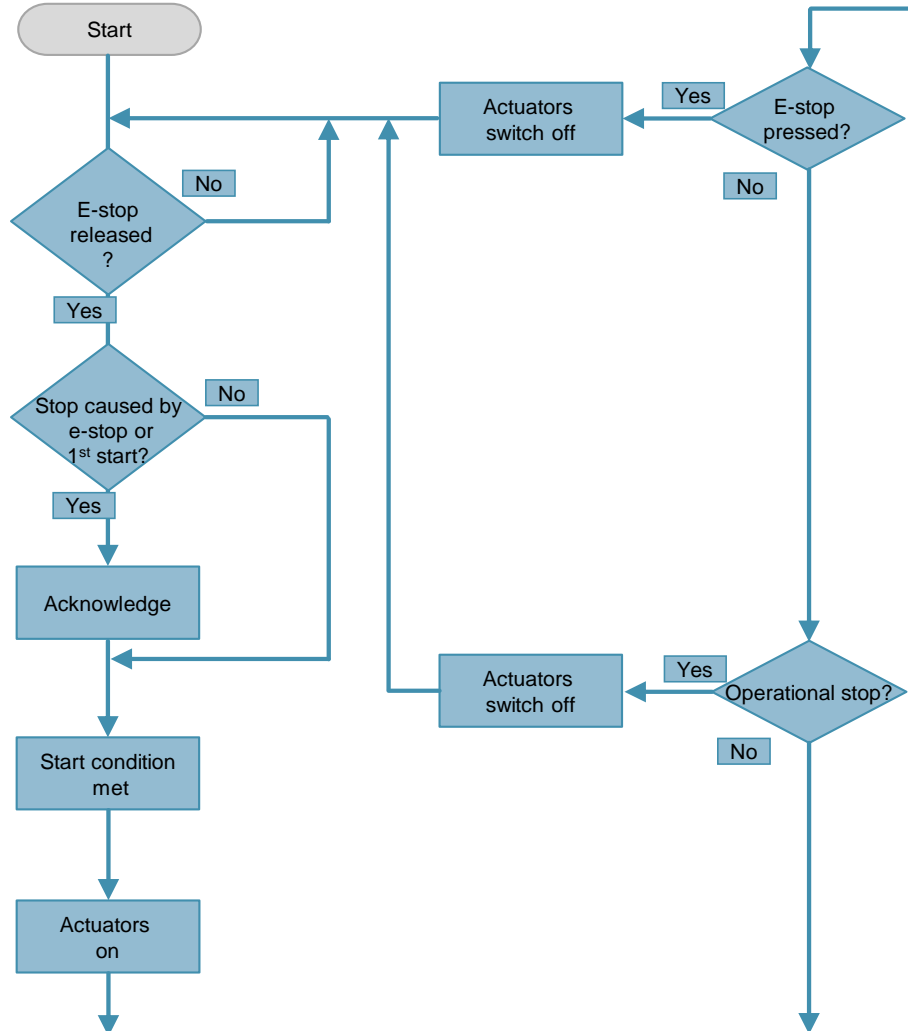 Start
Actuators
switch off
Yes
E-stop
pressed?
No
No
E-stop
released
?
Yes
No
Stop caused by
e-stop or
1st start?
Yes
Acknowledge
Actuators
switch off
Yes
Operational stop?
No
Start condition
met
Actuators
on